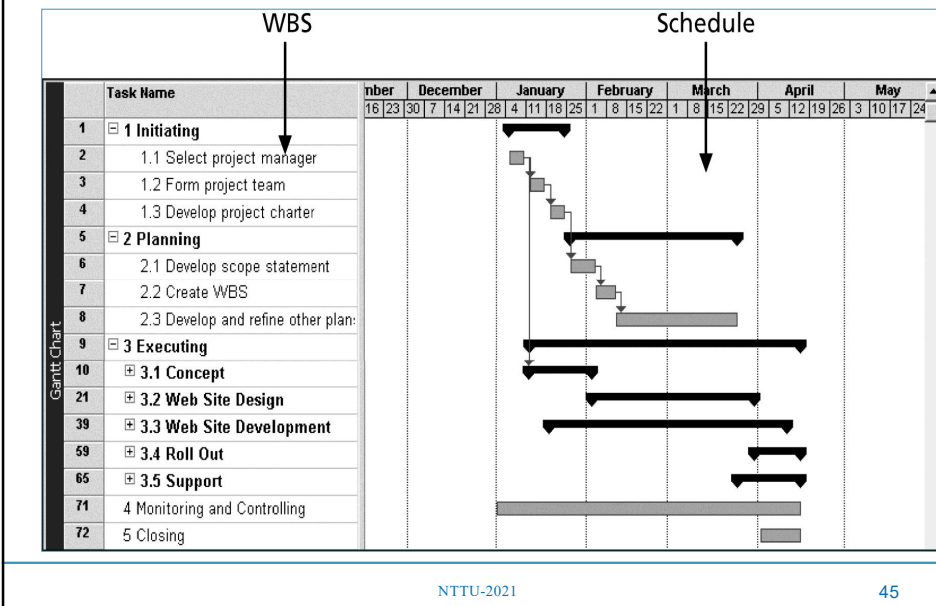 WBS Schedule
Task Name
nber December January February March April May
16 23 30 7 14 21 28 4 11 18 25 1 8 15 22 1 8 15 22 29 5 12 19 26 3 10 17 24
1 1 Initiating
2 1.1 Select project manager
3 1.2 Form project team
4 1.3 Develop project charter
5 2 Planning
6 2.1 Develop scope statement
7 2.2 Create WBS
8 2.3 Develop and refine other plan
9 3 Executing
10 3.1 Concept
21 3.2 Web Site Design
39 3.3 Web Site Development
59 3.4 Roll Out
65 3.5 Support
71 4 Monitoring and Controlling
72 5 Closing
Gantt Chart
NTTU-2021 45